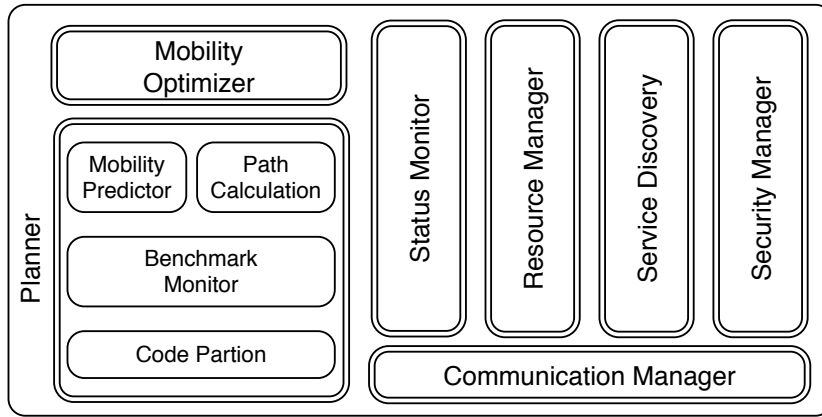 Mobility
Optimizer
Planner
Mobility
Predictor
Path
Calculation
Benchmark
Monitor
Code Partion
Status Monitor
Resource Manager
Service Discovery
Security Manager
Communication Manager